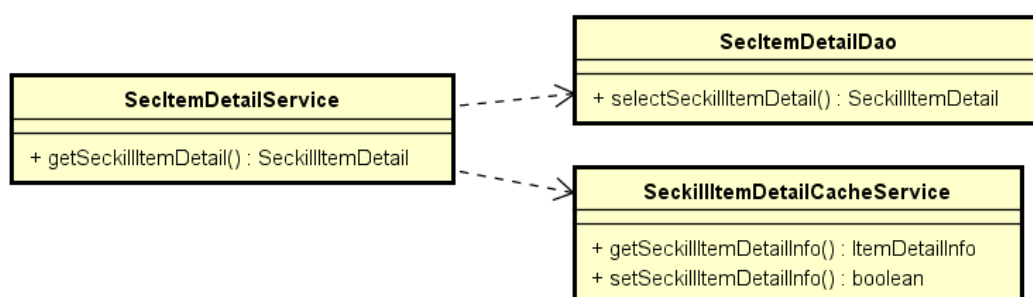 SecItemDetailDao
+ selectSeckillItemDetail() : SeckillItemDetail
SecItemDetailService
+ getSeckillItemDetail() : SeckillItemDetail
SeckillItemDetailCacheService
+ getSeckillItemDetailInfo() : ItemDetailInfo
+ setSeckillItemDetailInfo() : boolean